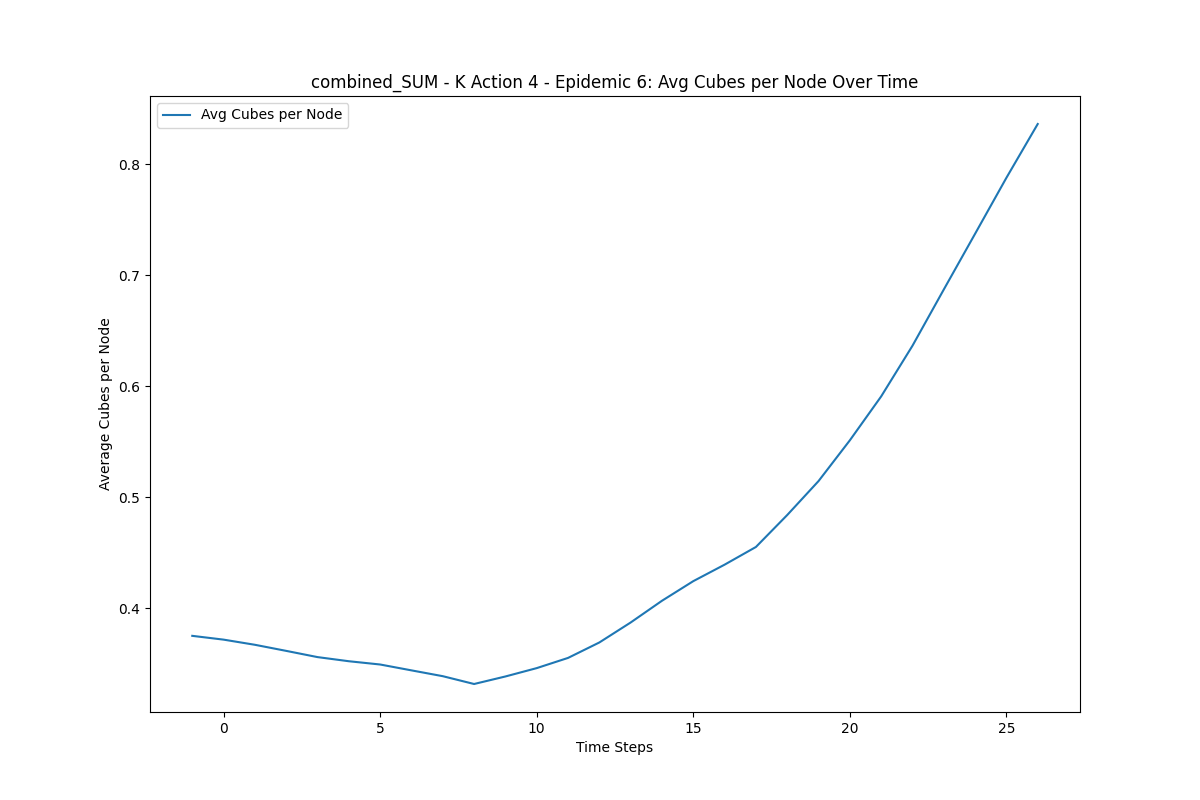 combined_SUM - K Action 4 - Epidemic 6: Avg Cubes per Node Over Time
Avg Cubes per Node
Average Cubes per Node
0.8
0.7
0.6
0.5
0.4
0 5 10 15 20 25
Time Steps